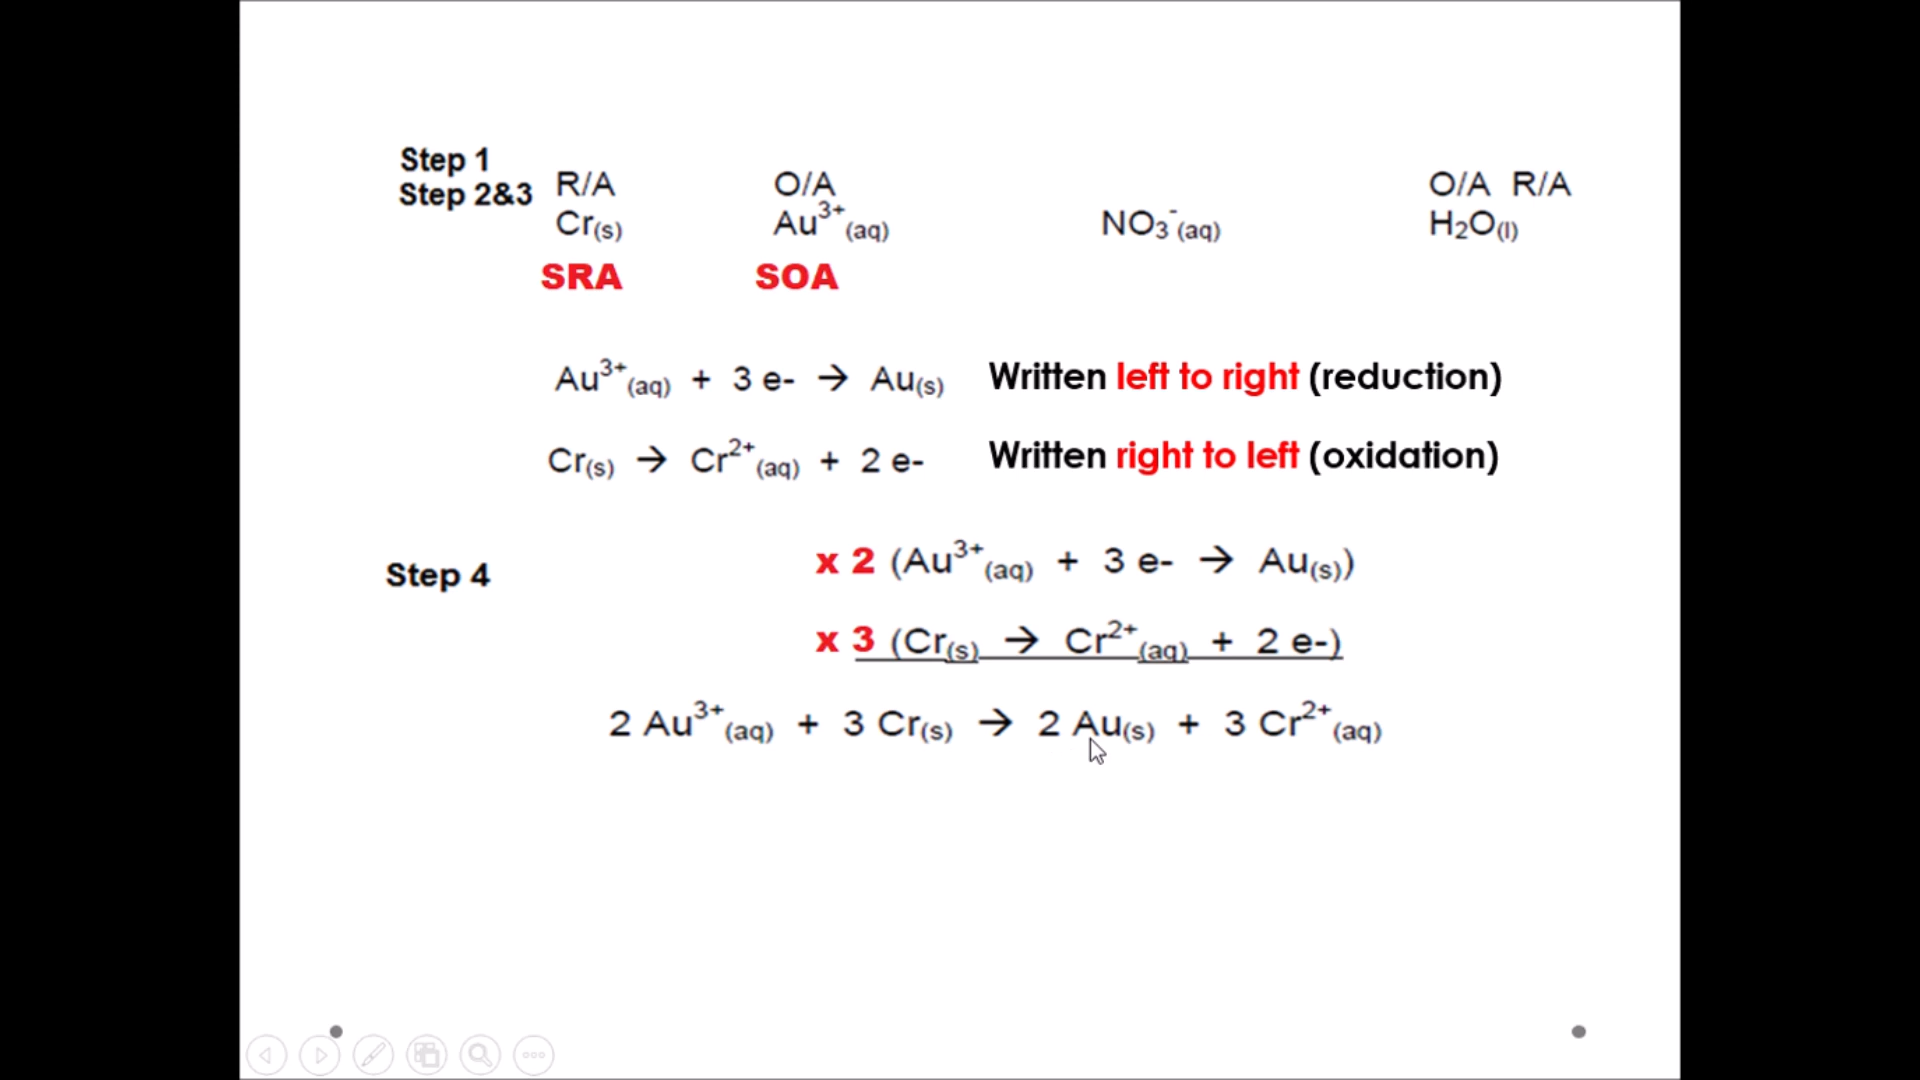 Step 1
Step 2&3 R/A O/A O/A R/A
Cr(s) Au³⁺(aq) NO₃⁻(aq) H₂O(l)
SRA SOA
Au³⁺(aq) + 3 e- → Au(s) Written left to right (reduction)
Cr(s) → Cr²⁺(aq) + 2 e- Written right to left (oxidation)
Step 4 x 2 (Au³⁺(aq) + 3 e- → Au(s))
x 3 (Cr(s) → Cr²⁺(aq) + 2 e-)
2 Au³⁺(aq) + 3 Cr(s) → 2 Au(s) + 3 Cr²⁺(aq)